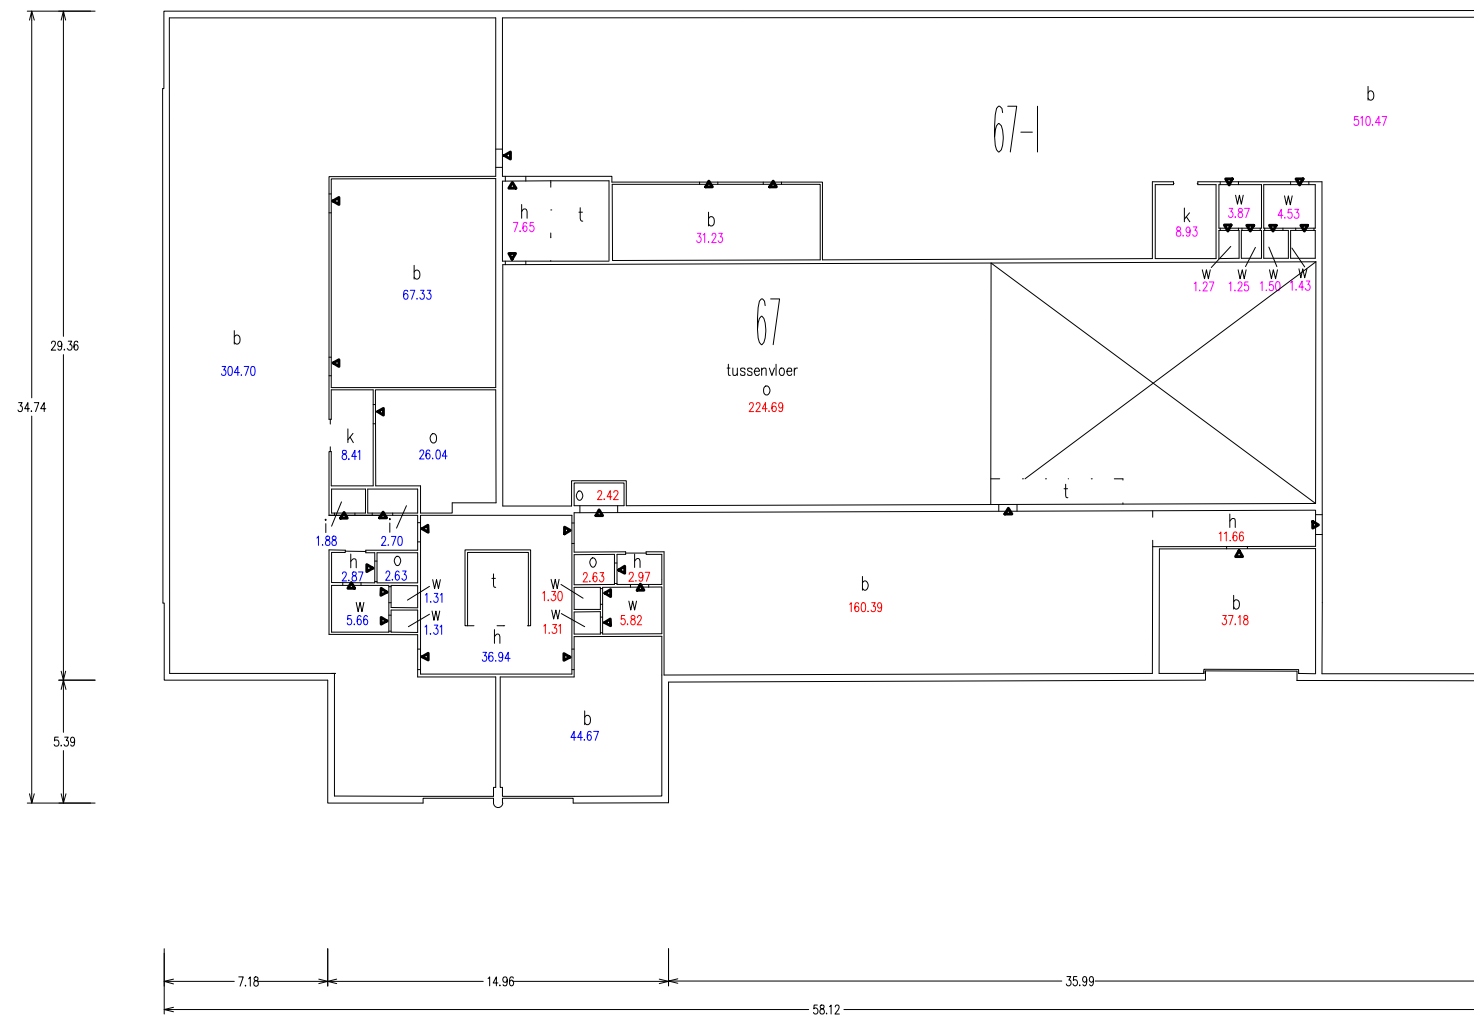 b
510.47
67-I
h
7.65
t
b
31.23
k
8.93
w
3.87
w
4.53
w
1.27
w
1.25
w
1.50
w
1.43
b
67.33
b
304.70
29.36
34.74
67
tussenvloer
o
224.69
k
8.41
o
26.04
o 2.42
t
i
1.88
i
2.70
h
11.66
h
2.87
o
2.63
w
1.31
w
5.66
w
1.31
t
h
36.94
w
1.30
w
1.31
o
2.63
h
2.97
w
5.82
b
160.39
b
37.18
b
44.67
5.39
7.18
14.96
35.99
58.12